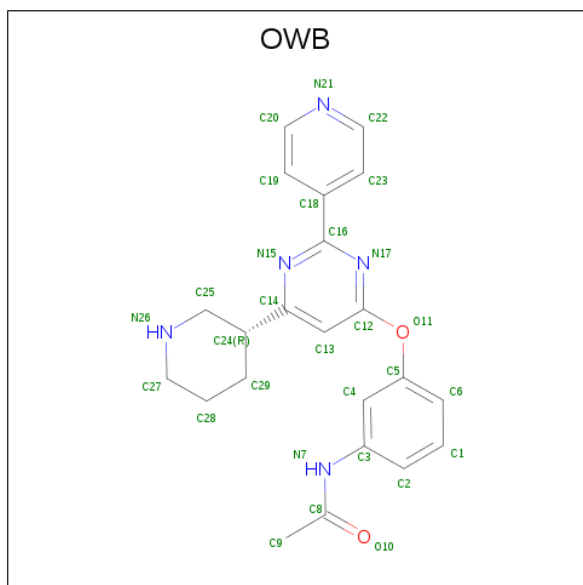 OWB
N21
C20 N C22
C19 C23
C18
C16
N15 N17
N N
C25
C14
N26 C12 O11
HN O
C24(R) C13
C5
C27 C29 C4 C6
C28
N7 C3 C1
HN C2
C8
C9 O O10